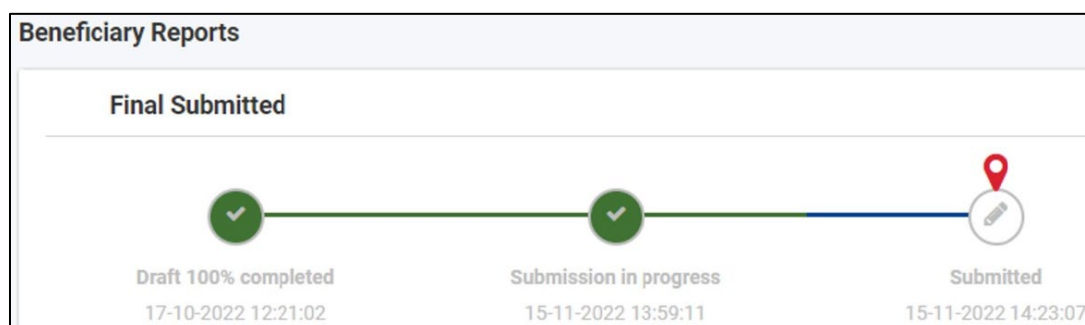 Beneficiary Reports
Final Submitted
Draft 100% completed
Submission in progress
Submitted
17-10-2022 12:21:02
15-11-2022 13:59:11
15-11-2022 14:23:07